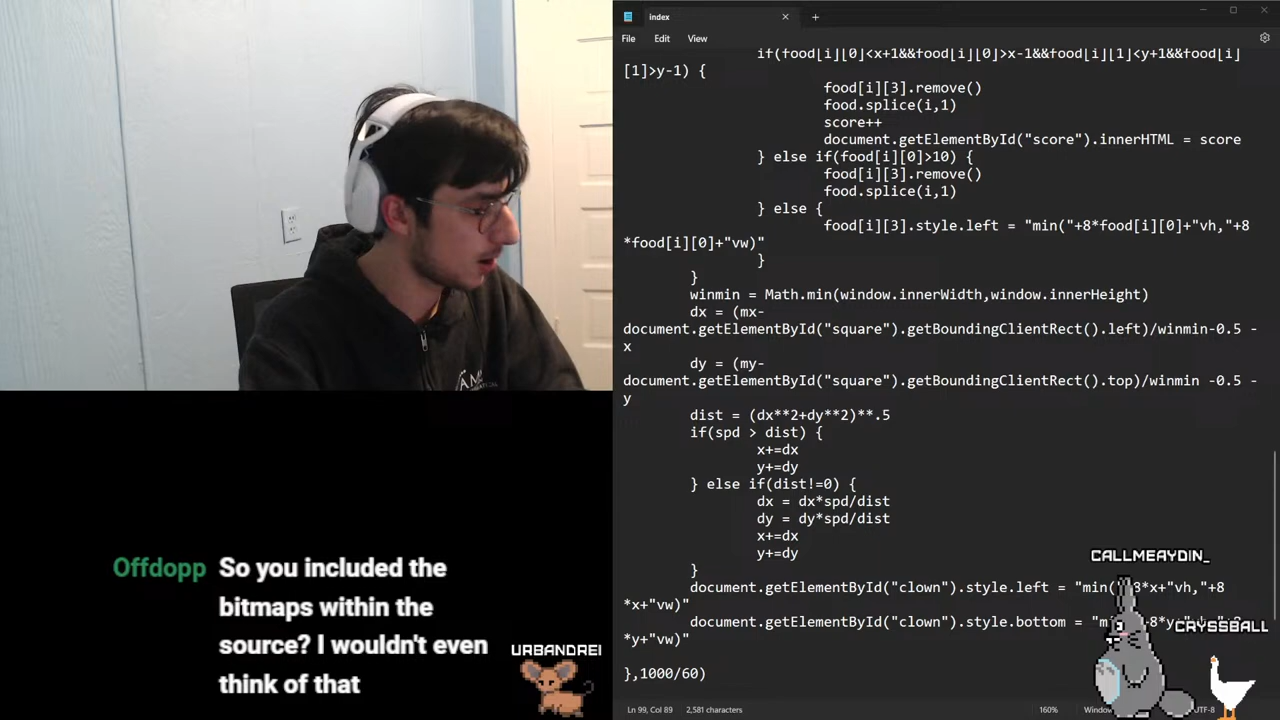 index
File Edit View
if(food[i][0]<x+1&&food[i][0]>x-1&&food[i][1]<y+1&&food[i]
[1]>y-1) {
food[i][3].remove()
food.splice(i,1)
score++
document.getElementById("score").innerHTML = score
} else if(food[i][0]>10) {
food[i][3].remove()
food.splice(i,1)
} else {
food[i][3].style.left = "min("+8*food[i][0]+"vh,"+8
*food[i][0]+"vw)"
}
}
winmin = Math.min(window.innerWidth,window.innerHeight)
dx = (mx-
document.getElementById("square").getBoundingClientRect().left)/winmin-0.5 -
x
dy = (my-
document.getElementById("square").getBoundingClientRect().top)/winmin -0.5 -
y
dist = (dx**2+dy**2)**.5
if(spd > dist) {
x+=dx
y+=dy
} else if(dist!=0) {
dx = dx*spd/dist
dy = dy*spd/dist
x+=dx
y+=dy
}
document.getElementById("clown").style.left = "min( 8*x+"vh,"+8
*x+"vw)"
document.getElementById("clown").style.bottom =
*y+"vw)"
},1000/60)
Ln 99, Col 89 2,581 characters 160% UTF-8
Offdopp So you included the
bitmaps within the
source? I wouldn't even
think of that
URBANDREI
CALLMEAYDIN_
CRYSSBALL